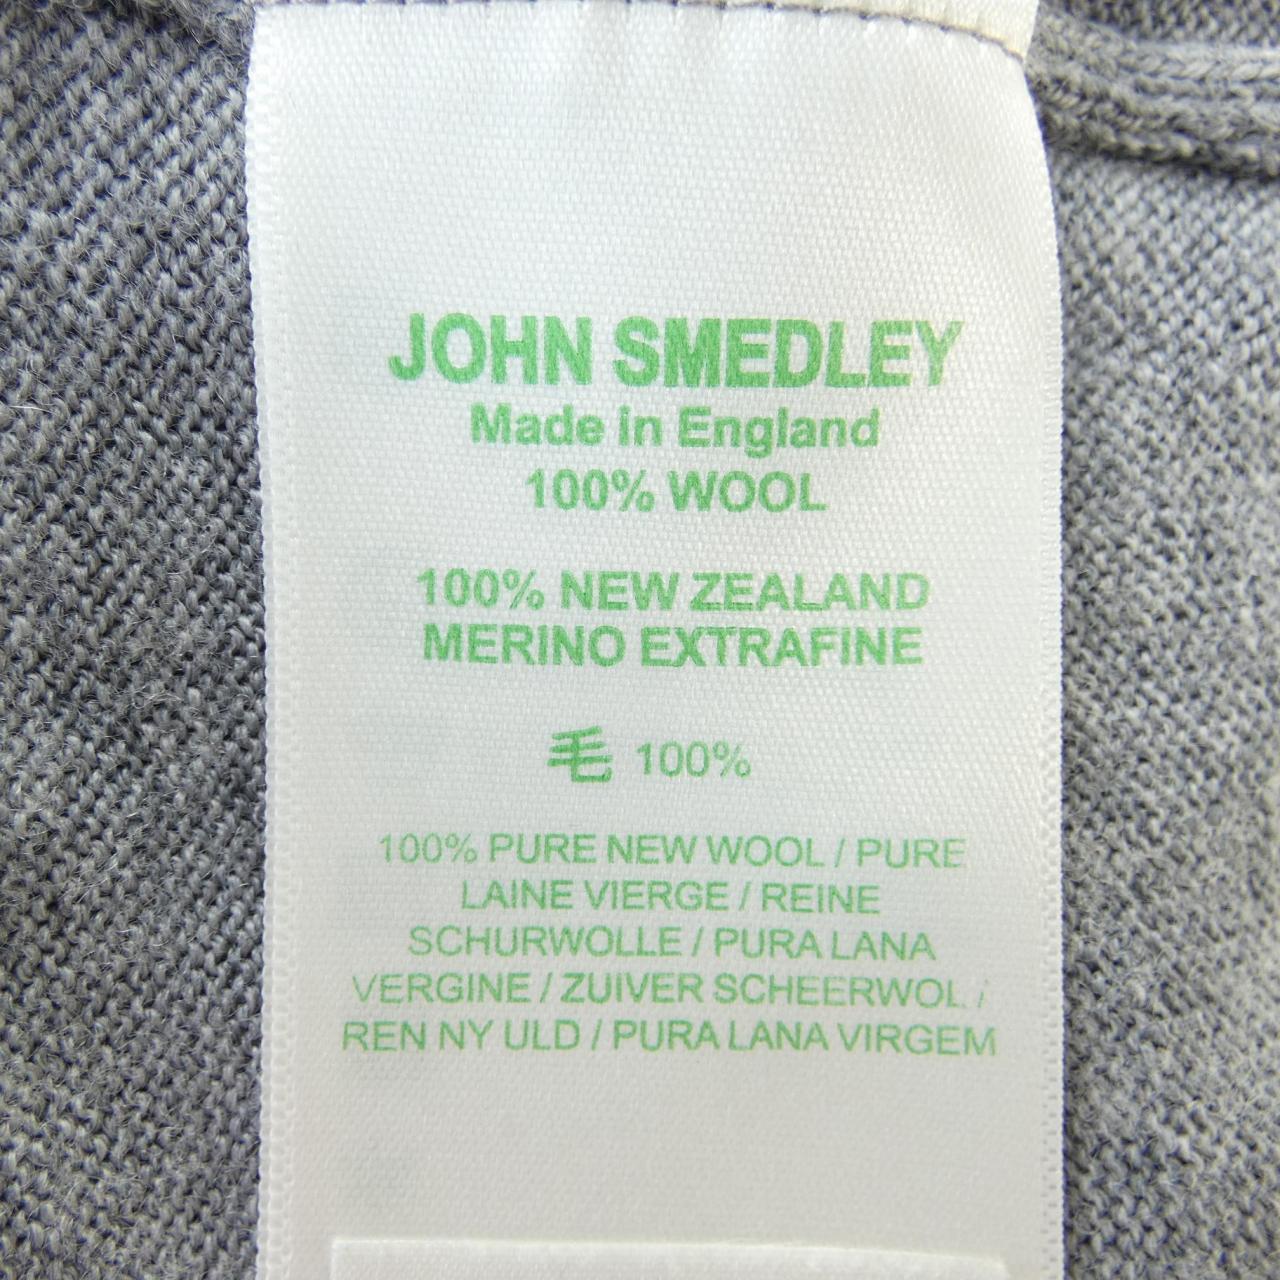 JOHN SMEDLEY
Made in England
100% WOOL
100% NEW ZEALAND
MERINO EXTRAFINE
毛 100%
100% PURE NEW WOOL / PURE
LAINE VIERGE / REINE
SCHURWOLLE / PURA LANA
VERGINE / ZUIVER SCHEERWOL /
REN NY ULD / PURA LANA VIRGEM